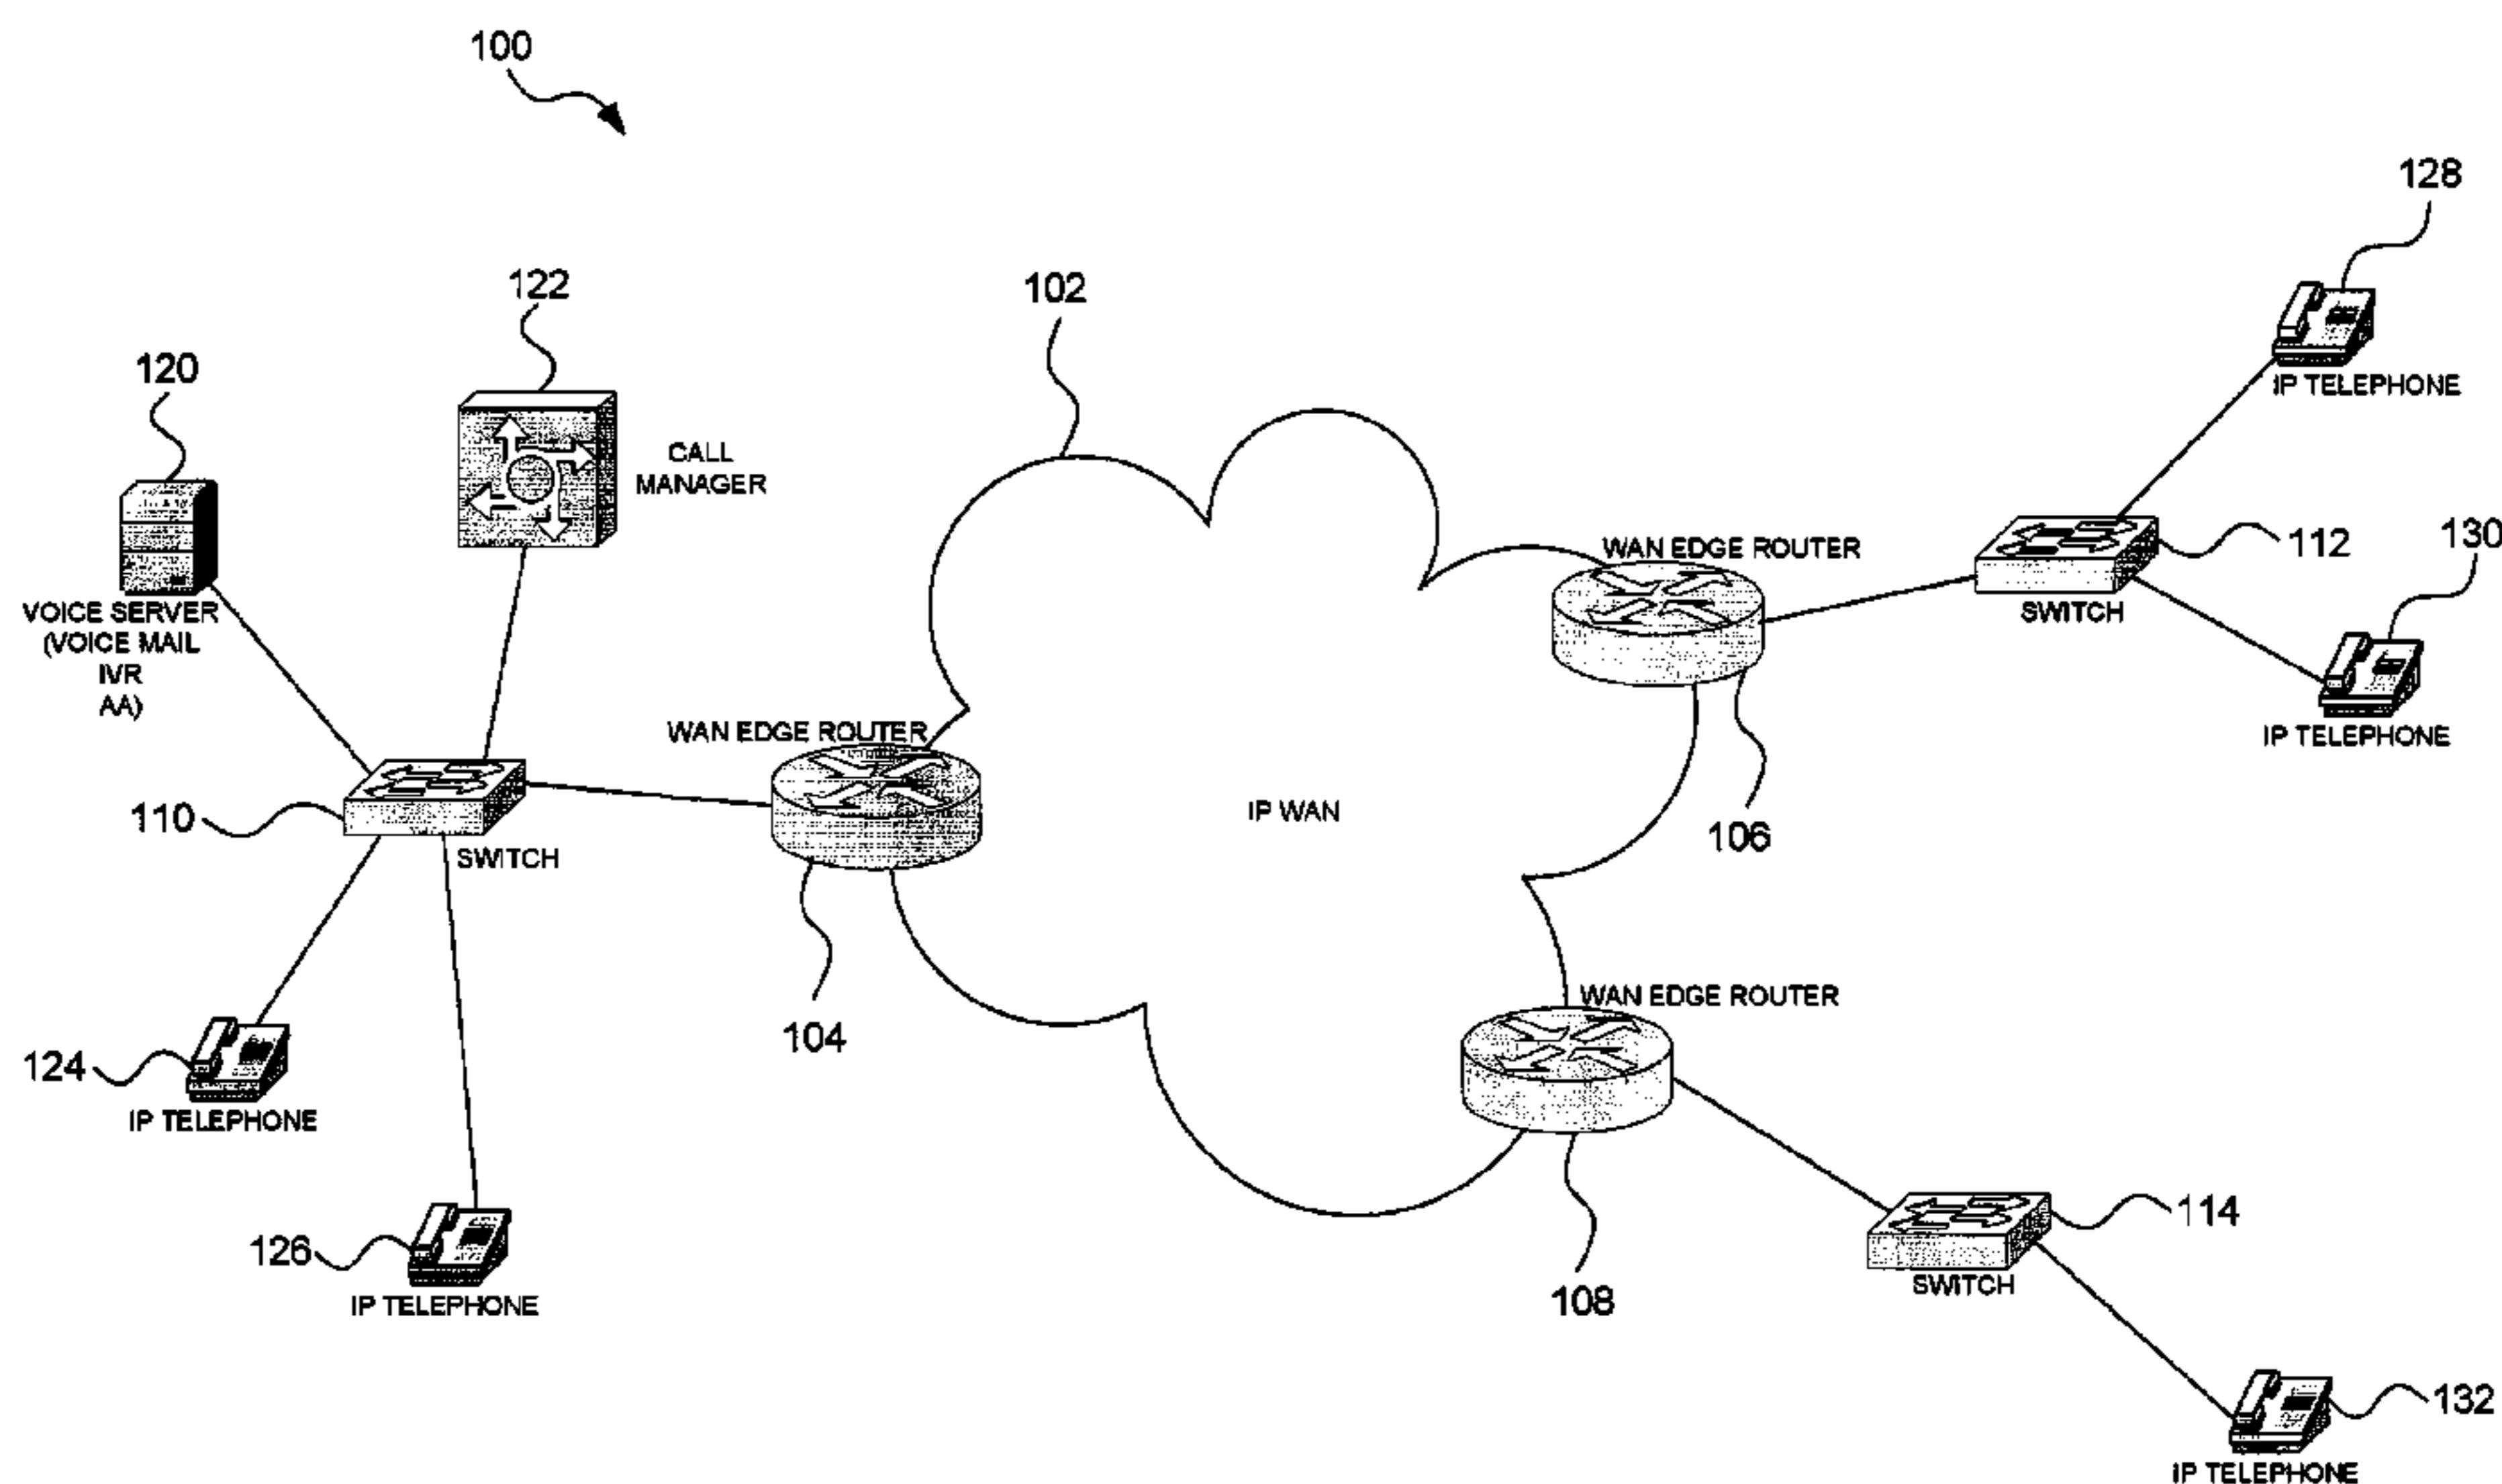 100
128
122
102
120
IP TELEPHONE
CALL
MANAGER
130
WAN EDGE ROUTER
112
SWITCH
VOICE SERVER
(VOICE MAIL
IVR
AA)
WAN EDGE ROUTER
IP TELEPHONE
110
IP WAN
106
SWITCH
WAN EDGE ROUTER
104
124
IP TELEPHONE
114
126
SWITCH
108
IP TELEPHONE
132
IP TELEPHONE